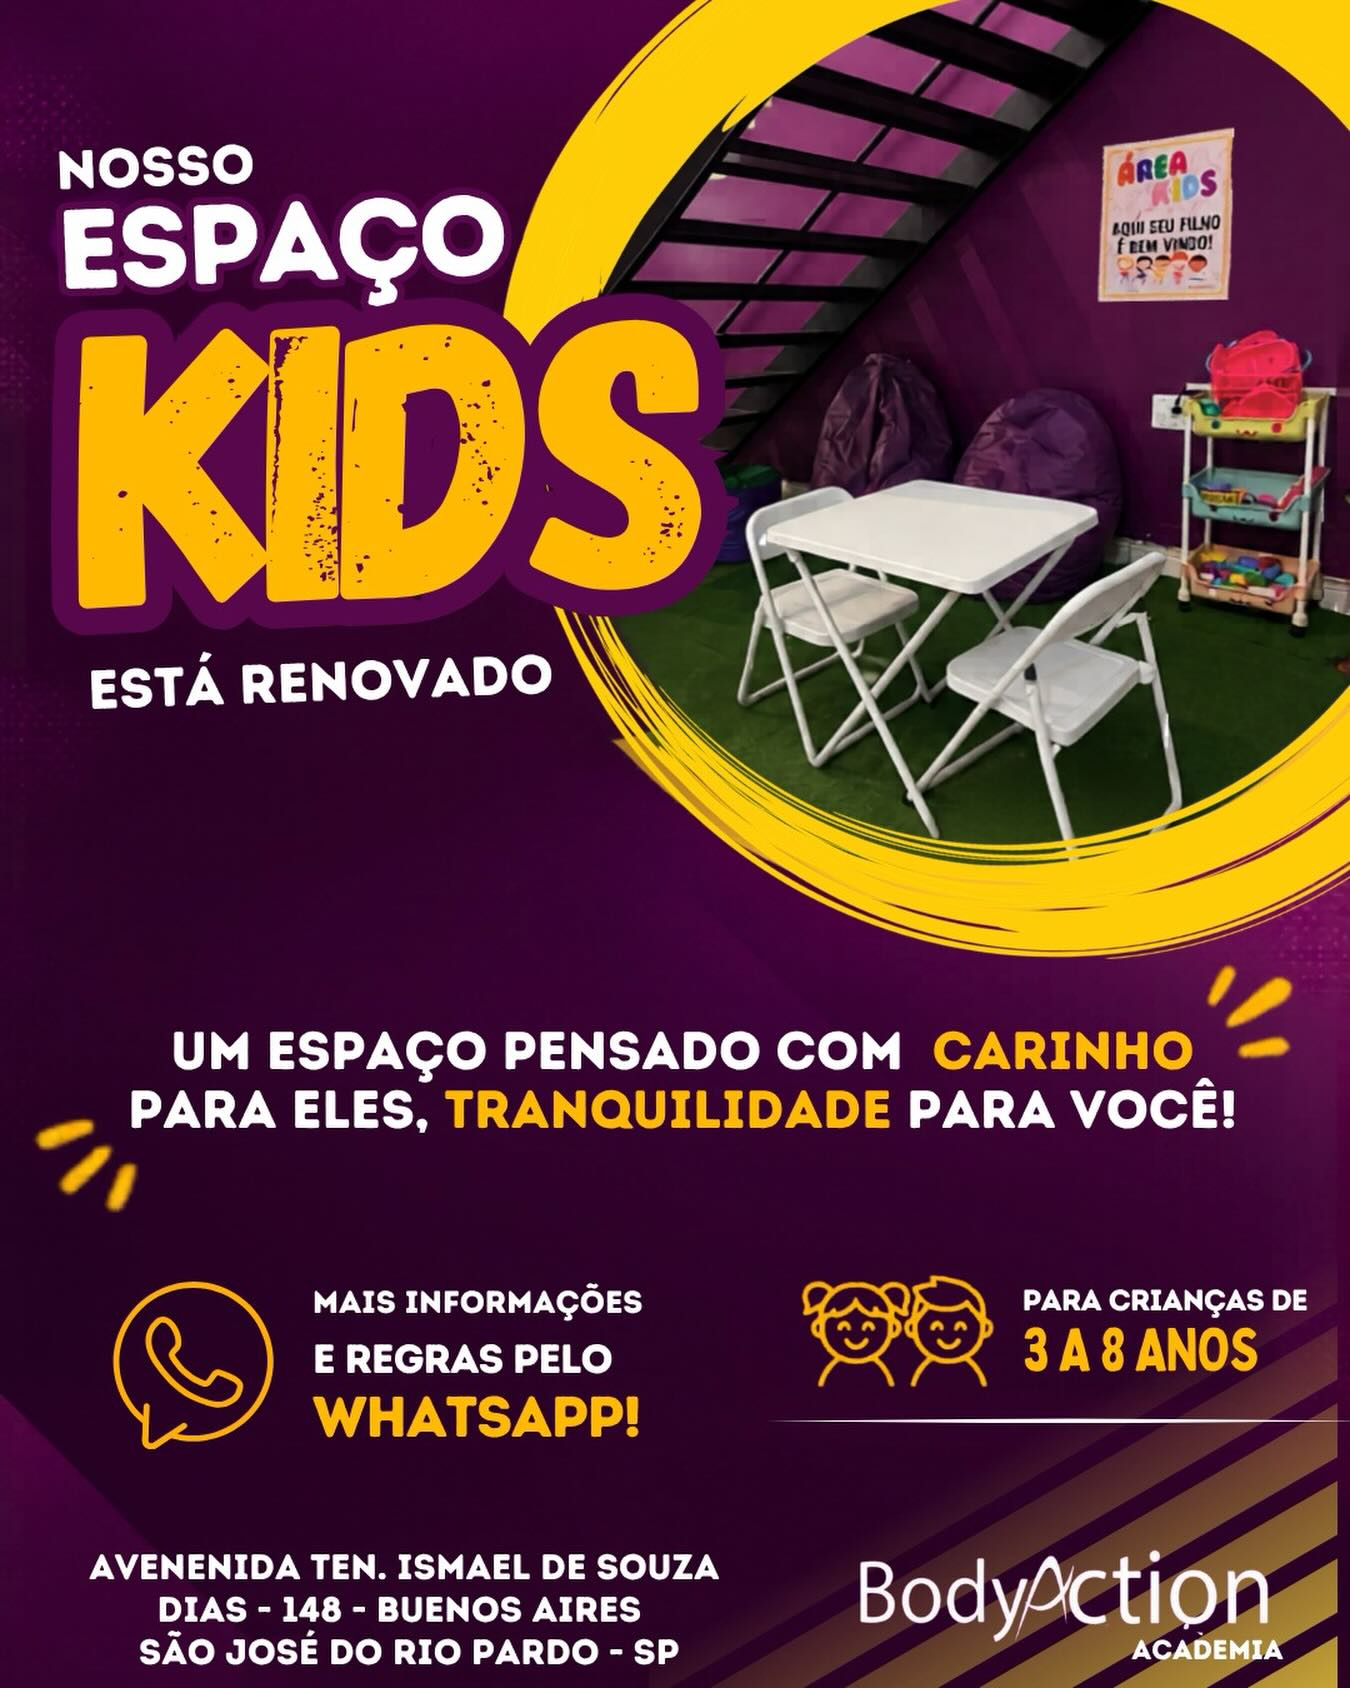 NOSSO
ESPAÇO
KIDS
ESTÁ RENOVADO
ÁREA
KIDS
AQUI SEU FILHO
É BEM VINDO!
UM ESPAÇO PENSADO COM CARINHO
PARA ELES, TRANQUILIDADE PARA VOCÊ!
MAIS INFORMAÇÕES
E REGRAS PELO
WHATSAPP!
PARA CRIANÇAS DE
3 A 8 ANOS
AVENENIDA TEN. ISMAEL DE SOUZA
DIAS - 148 - BUENOS AIRES
SÃO JOSÉ DO RIO PARDO - SP
BodyAction
ACADEMIA